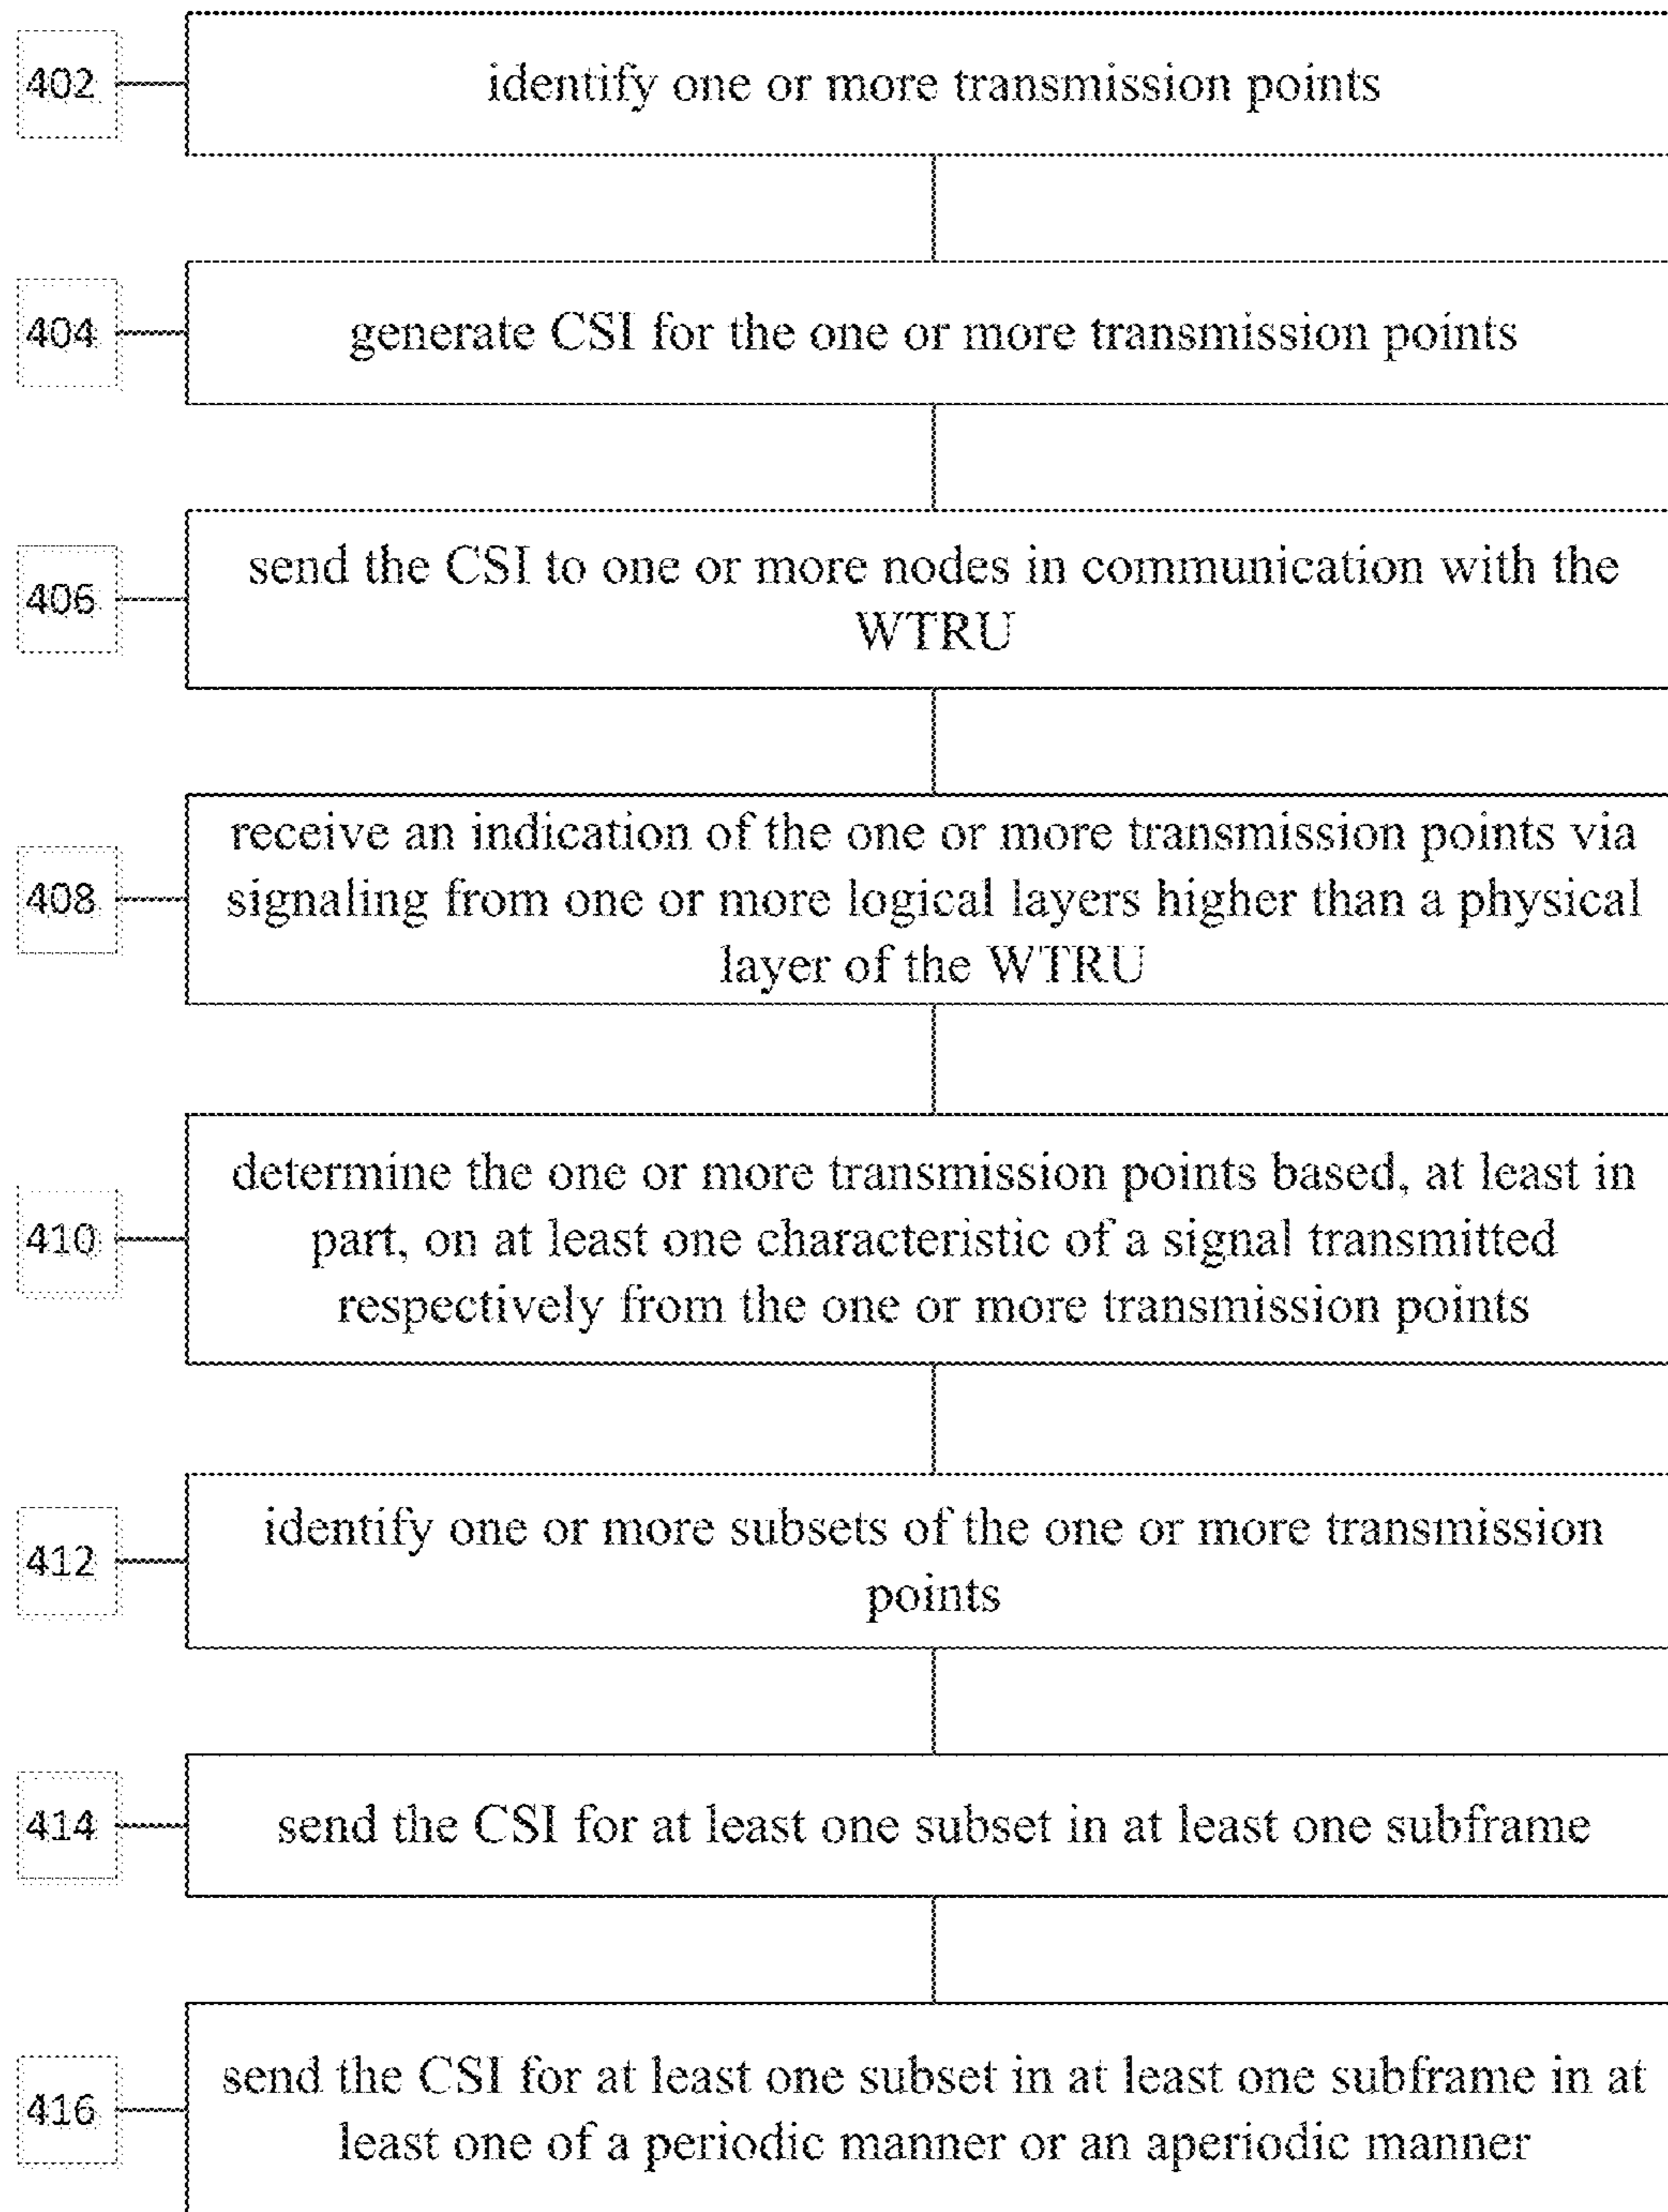 402
identify one or more transmission points
404
generate CSI for the one or more transmission points
406
send the CSI to one or more nodes in communication with the
WTRU
408
receive an indication of the one or more transmission points via
signaling from one or more logical layers higher than a physical
layer of the WTRU
410
determine the one or more transmission points based, at least in
part, on at least one characteristic of a signal transmitted
respectively from the one or more transmission points
412
identify one or more subsets of the one or more transmission
points
414
send the CSI for at least one subset in at least one subframe
416
send the CSI for at least one subset in at least one subframe in at
least one of a periodic manner or an aperiodic manner